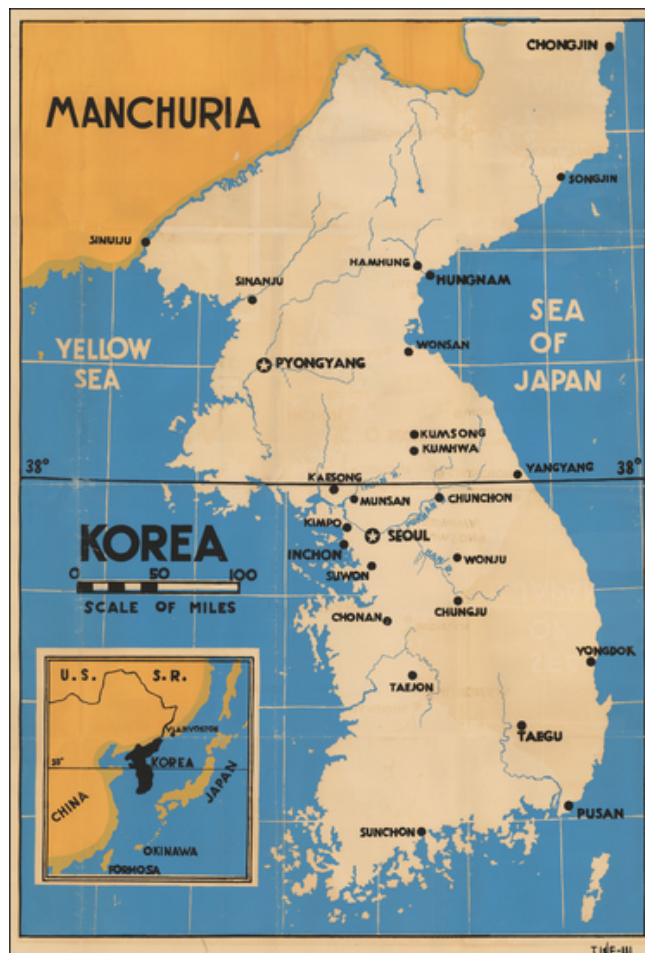 CHONGJIN
MANCHURIA
SONGJIN
YALU R.
SINUIJU
HAMHUNG
HUNGNAM
SINANJU
SEA
OF
JAPAN
YELLOW
SEA
WONSAN
PYONGYANG
KUMSONG
KUMHWA
38°
YANGYANG
38°
KAESONG
MUNSAN
CHUNCHON
KIMPO
KOREA
SEOUL
INCHON
WONJU
SUWON
0 50 100
SCALE OF MILES
CHUNGJU
CHONAN
YONGDOK
U.S. S.R.
TAEJON
TAEGU
VLADIVOSTOK
38°
KOREA
JAPAN
CHINA
PUSAN
SUNCHON
OKINAWA
FORMOSA